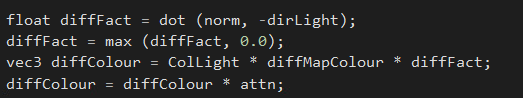 float diffFact = dot (norm, -dirLight);
diffFact = max (diffFact, 0.0);
vec3 diffColour = ColLight * diffMapColour * diffFact;
diffColour = diffColour * attn;